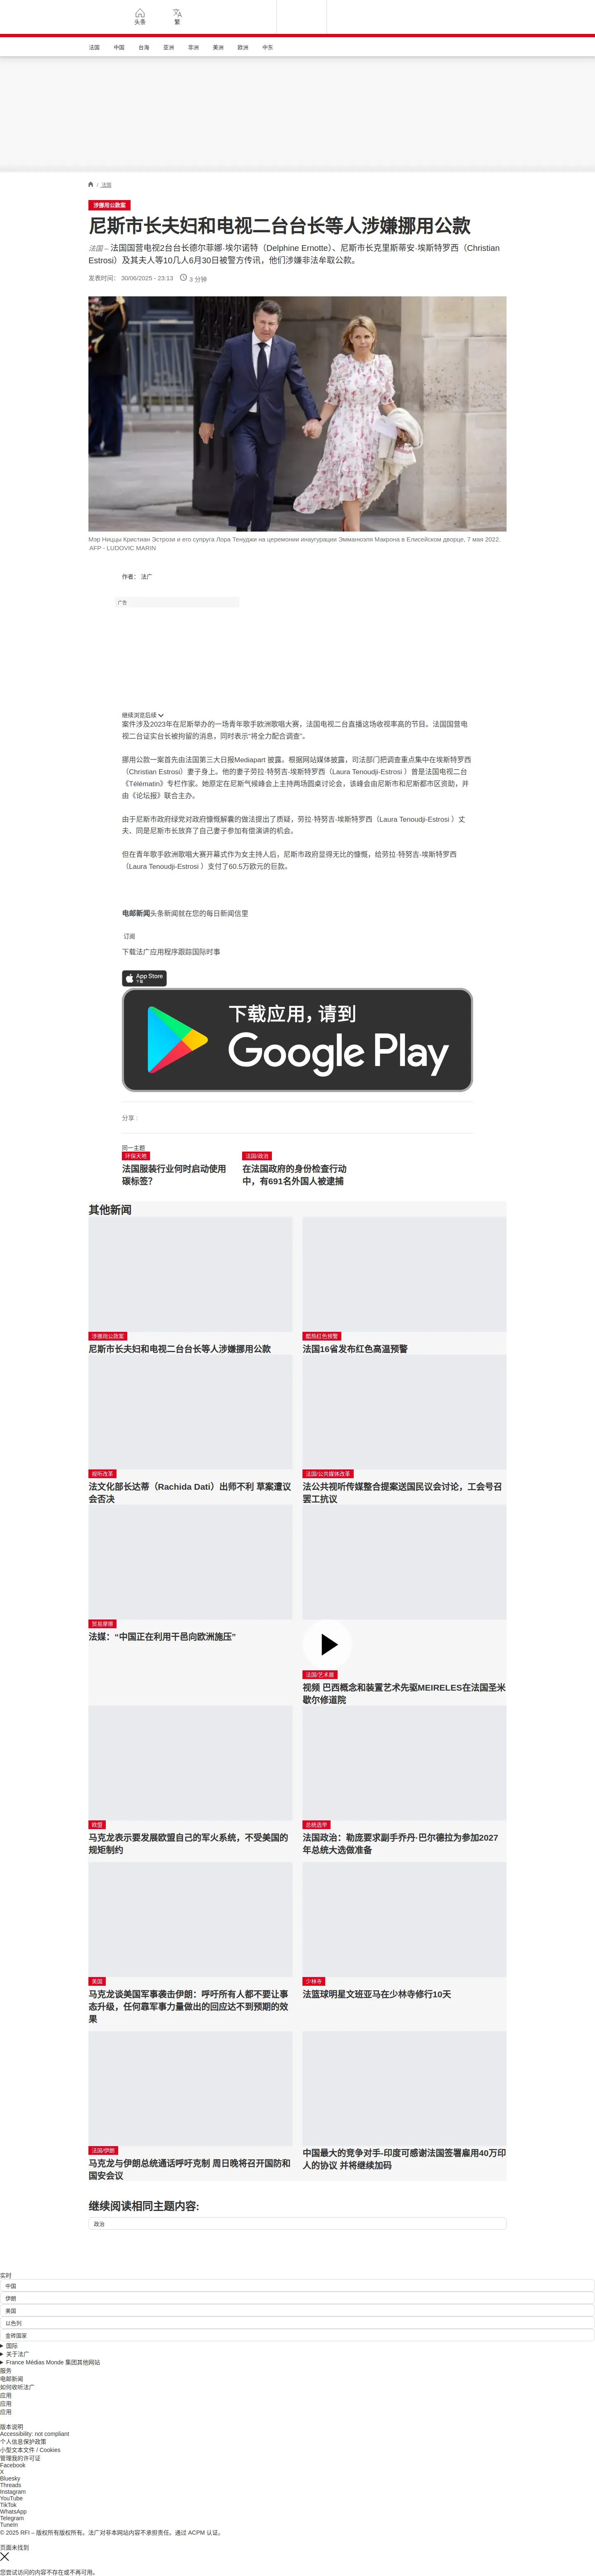 头条
繁
法国
中国
台海
亚洲
非洲
美洲
欧洲
中东
/ 法国
涉挪用公款案
尼斯市长夫妇和电视二台台长等人涉嫌挪用公款
法国 – 法国国营电视2台台长德尔菲娜·埃尔诺特（Delphine Ernotte）、尼斯市长克里斯蒂安·埃斯特罗西（Christian
Estrosi）及其夫人等10几人6月30日被警方传讯，他们涉嫌非法牟取公款。
发表时间： 30/06/2025 - 23:13
3 分钟
Мэр Ниццы Кристиан Эстрози и его супруга Лора Тенуджи на церемонии инаугурации Эмманюэля Макрона в Елисейском дворце, 7 мая 2022.
AFP - LUDOVIC MARIN
作者： 法广
广告
继续浏览后续
案件涉及2023年在尼斯举办的一场青年歌手欧洲歌唱大赛，法国电视二台直播这场收视率高的节目。法国国营电
视二台证实台长被拘留的消息，同时表示“将全力配合调查”。
挪用公款一案首先由法国第三大日报Mediapart 披露。根据网站媒体披露，司法部门把调查重点集中在埃斯特罗西
（Christian Estrosi）妻子身上。他的妻子劳拉·特努吉-埃斯特罗西（Laura Tenoudji-Estrosi ）曾是法国电视二台
《Télématin》专栏作家。她原定在尼斯气候峰会上主持两场圆桌讨论会，该峰会由尼斯市和尼斯都市区资助，并
由《论坛报》联合主办。
由于尼斯市政府绿党对政府慷慨解囊的做法提出了质疑，劳拉·特努吉-埃斯特罗西（Laura Tenoudji-Estrosi ）丈
夫、同是尼斯市长放弃了自己妻子参加有偿演讲的机会。
但在青年歌手欧洲歌唱大赛开幕式作为女主持人后，尼斯市政府显得无比的慷慨，给劳拉·特努吉-埃斯特罗西
（Laura Tenoudji-Estrosi ）支付了60.5万欧元的巨款。
电邮新闻头条新闻就在您的每日新闻信里
订阅
下载法广应用程序跟踪国际时事
App Store
下载
下载应用，请到
Google Play
分享 :
同一主题
环保天地
法国服装行业何时启动使用
碳标签？
法国/政治
在法国政府的身份检查行动
中，有691名外国人被逮捕
其他新闻
涉挪用公款案
尼斯市长夫妇和电视二台台长等人涉嫌挪用公款
酷热红色预警
法国16省发布红色高温预警
视听改革
法文化部长达蒂（Rachida Dati）出师不利 草案遭议
会否决
法国/公共媒体改革
法公共视听传媒整合提案送国民议会讨论，工会号召
罢工抗议
贸易摩擦
法媒：“中国正在利用干邑向欧洲施压”
法国/艺术展
视频 巴西概念和装置艺术先驱MEIRELES在法国圣米
歇尔修道院
欧盟
马克龙表示要发展欧盟自己的军火系统，不受美国的
规矩制约
总统选举
法国政治：勒庞要求副手乔丹·巴尔德拉为参加2027
年总统大选做准备
美国
马克龙谈美国军事袭击伊朗：呼吁所有人都不要让事
态升级，任何靠军事力量做出的回应达不到预期的效
果
少林寺
法篮球明星文班亚马在少林寺修行10天
法国/伊朗
马克龙与伊朗总统通话呼吁克制 周日晚将召开国防和
国安会议
中国最大的竞争对手-印度可感谢法国签署雇用40万印
人的协议 并将继续加码
继续阅读相同主题内容:
政治
实时
中国
伊朗
美国
以色列
金砖国家
国际
关于法广
France Médias Monde 集团其他网站
服务
电邮新闻
如何收听法广
应用
应用
应用
版本说明
Accessibility: not compliant
个人信息保护政策
小型文本文件 / Cookies
管理我的许可证
Facebook
X
Bluesky
Threads
Instagram
YouTube
TikTok
WhatsApp
Telegram
TuneIn
© 2025 RFI – 版权所有版权所有。法广对非本网站内容不承担责任。通过 ACPM 认证。
页面未找到
您尝试访问的内容不存在或不再可用。